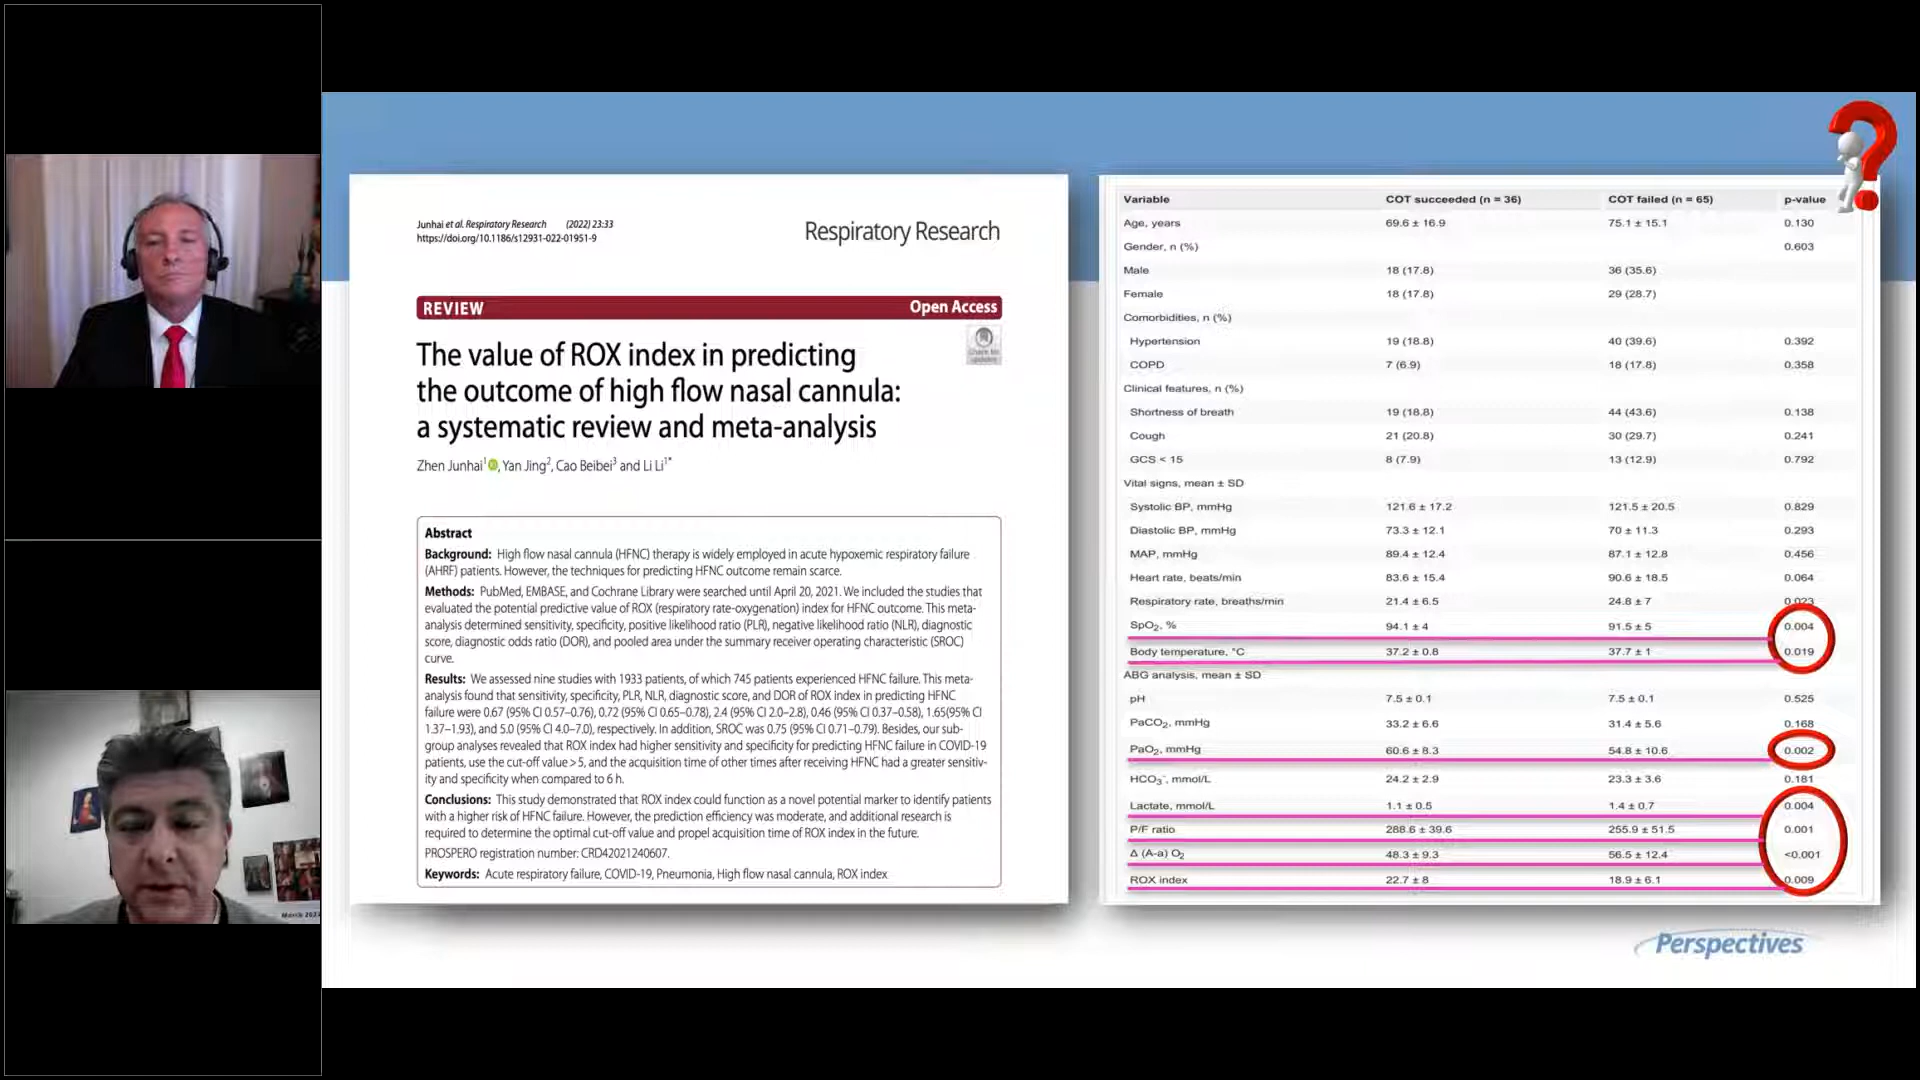 Junhai et al. Respiratory Research (2022) 23:33
https://doi.org/10.1186/s12931-022-01951-9
Respiratory Research
REVIEW Open Access
Check for
updates
The value of ROX index in predicting
the outcome of high flow nasal cannula:
a systematic review and meta-analysis
Zhen Junhai1, Yan Jing2, Cao Beibei3 and Li Li1*
Abstract
Background: High flow nasal cannula (HFNC) therapy is widely employed in acute hypoxemic respiratory failure
(AHRF) patients. However, the techniques for predicting HFNC outcome remain scarce.
Methods: PubMed, EMBASE, and Cochrane Library were searched until April 20, 2021. We included the studies that
evaluated the potential predictive value of ROX (respiratory rate-oxygenation) index for HFNC outcome. This meta-
analysis determined sensitivity, specificity, positive likelihood ratio (PLR), negative likelihood ratio (NLR), diagnostic
score, diagnostic odds ratio (DOR), and pooled area under the summary receiver operating characteristic (SROC)
curve.
Results: We assessed nine studies with 1933 patients, of which 745 patients experienced HFNC failure. This meta-
analysis found that sensitivity, specificity, PLR, NLR, diagnostic score, and DOR of ROX index in predicting HFNC
failure were 0.67 (95% CI 0.57–0.76), 0.72 (95% CI 0.65–0.78), 2.4 (95% CI 2.0–2.8), 0.46 (95% CI 0.37–0.58), 1.65(95% CI
1.37–1.93), and 5.0 (95% CI 4.0–7.0), respectively. In addition, SROC was 0.75 (95% CI 0.71–0.79). Besides, our sub-
group analyses revealed that ROX index had higher sensitivity and specificity for predicting HFNC failure in COVID-19
patients, use the cut-off value > 5, and the acquisition time of other times after receiving HFNC had a greater sensitiv-
ity and specificity when compared to 6 h.
Conclusions: This study demonstrated that ROX index could function as a novel potential marker to identify patients
with a higher risk of HFNC failure. However, the prediction efficiency was moderate, and additional research is
required to determine the optimal cut-off value and propel acquisition time of ROX index in the future.
PROSPERO registration number: CRD42021240607.
Keywords: Acute respiratory failure, COVID-19, Pneumonia, High flow nasal cannula, ROX index
Variable COT succeeded (n = 36) COT failed (n = 65) p-value
Age, years 69.6 ± 16.9 75.1 ± 15.1 0.130
Gender, n (%) 0.603
Male 18 (17.8) 36 (35.6)
Female 18 (17.8) 29 (28.7)
Comorbidities, n (%)
Hypertension 19 (18.8) 40 (39.6) 0.392
COPD 7 (6.9) 18 (17.8) 0.358
Clinical features, n (%)
Shortness of breath 19 (18.8) 44 (43.6) 0.138
Cough 21 (20.8) 30 (29.7) 0.241
GCS < 15 8 (7.9) 13 (12.9) 0.792
Vital signs, mean ± SD
Systolic BP, mmHg 121.6 ± 17.2 121.5 ± 20.5 0.829
Diastolic BP, mmHg 73.3 ± 12.1 70 ± 11.3 0.293
MAP, mmHg 89.4 ± 12.4 87.1 ± 12.8 0.456
Heart rate, beats/min 83.6 ± 15.4 90.6 ± 18.5 0.064
Respiratory rate, breaths/min 21.4 ± 6.5 24.8 ± 7 0.023
SpO2, % 94.1 ± 4 91.5 ± 5 0.004
Body temperature, °C 37.2 ± 0.8 37.7 ± 1 0.019
ABG analysis, mean ± SD
pH 7.5 ± 0.1 7.5 ± 0.1 0.525
PaCO2, mmHg 33.2 ± 6.6 31.4 ± 5.6 0.168
PaO2, mmHg 60.6 ± 8.3 54.8 ± 10.6 0.002
HCO3-, mmol/L 24.2 ± 2.9 23.3 ± 3.6 0.181
Lactate, mmol/L 1.1 ± 0.5 1.4 ± 0.7 0.004
P/F ratio 288.6 ± 39.6 255.9 ± 51.5 0.001
Δ (A-a) O2 48.3 ± 9.3 56.5 ± 12.4 <0.001
ROX index 22.7 ± 8 18.9 ± 6.1 0.009
Perspectives